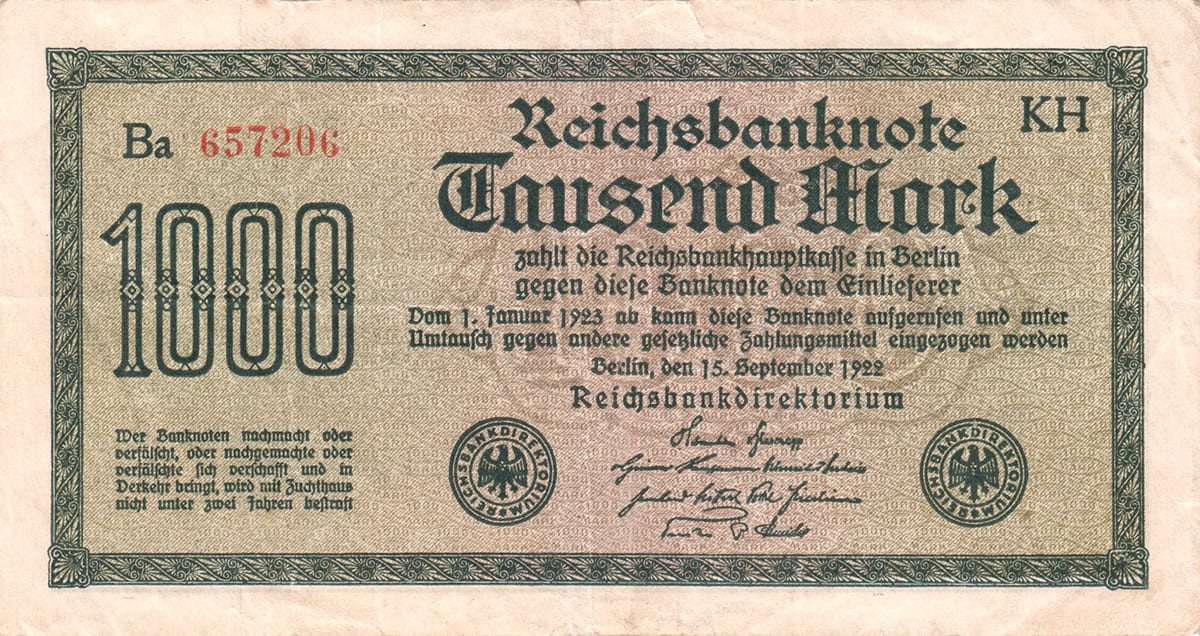 Ba 657206
KH
Reichsbanknote
Tausend Mark
1000
zahlt die Reichsbankhauptkasse in Berlin
gegen diese Banknote dem Einlieferer
Vom 1. Januar 1923 ab kann diese Banknote aufgerufen und unter
Umtausch gegen andere gesetzliche Zahlungsmittel eingezogen werden
Berlin, den 15. September 1922
Reichsbankdirektorium
Wer Banknoten nachmacht oder
verfälscht, oder nachgemachte oder
verfälschte sich verschafft und in
Verkehr bringt, wird mit Zuchthaus
nicht unter zwei Jahren bestraft
REICHSBANKDIREKTORIUM
REICHSBANKDIREKTORIUM